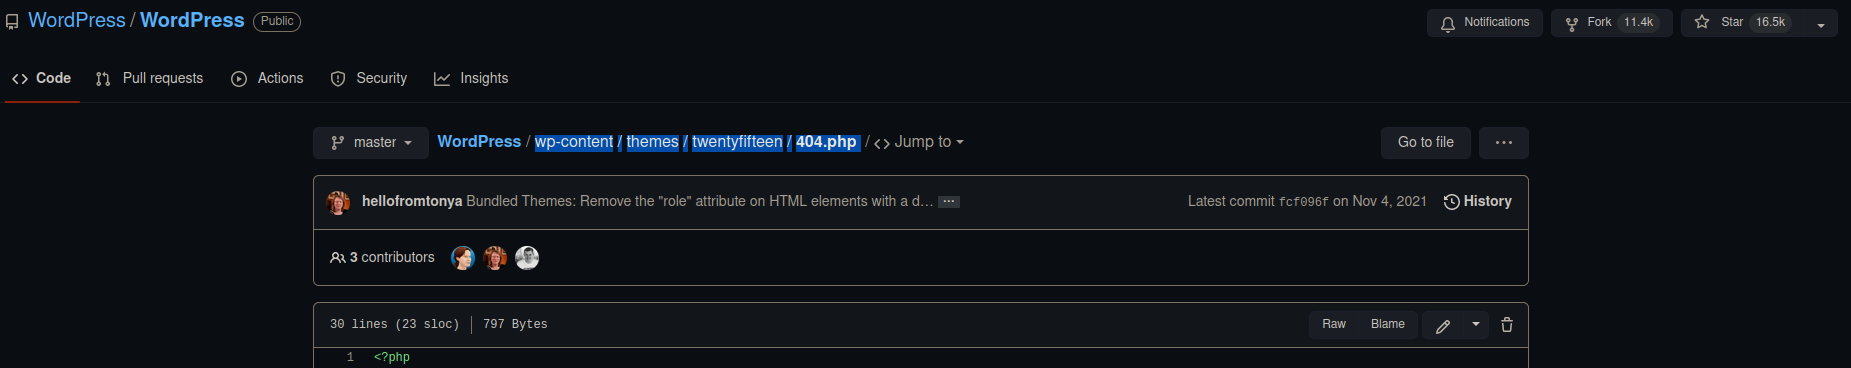 WordPress / WordPress Public
Notifications Fork 11.4k Star 16.5k
Code Pull requests Actions Security Insights
master WordPress / wp-content / themes / twentyfifteen / 404.php / <> Jump to Go to file ...
hellofromtonya Bundled Themes: Remove the "role" attribute on HTML elements with a d… ... Latest commit fcf096f on Nov 4, 2021 History
3 contributors
30 lines (23 sloc) 797 Bytes Raw Blame
1 <?php